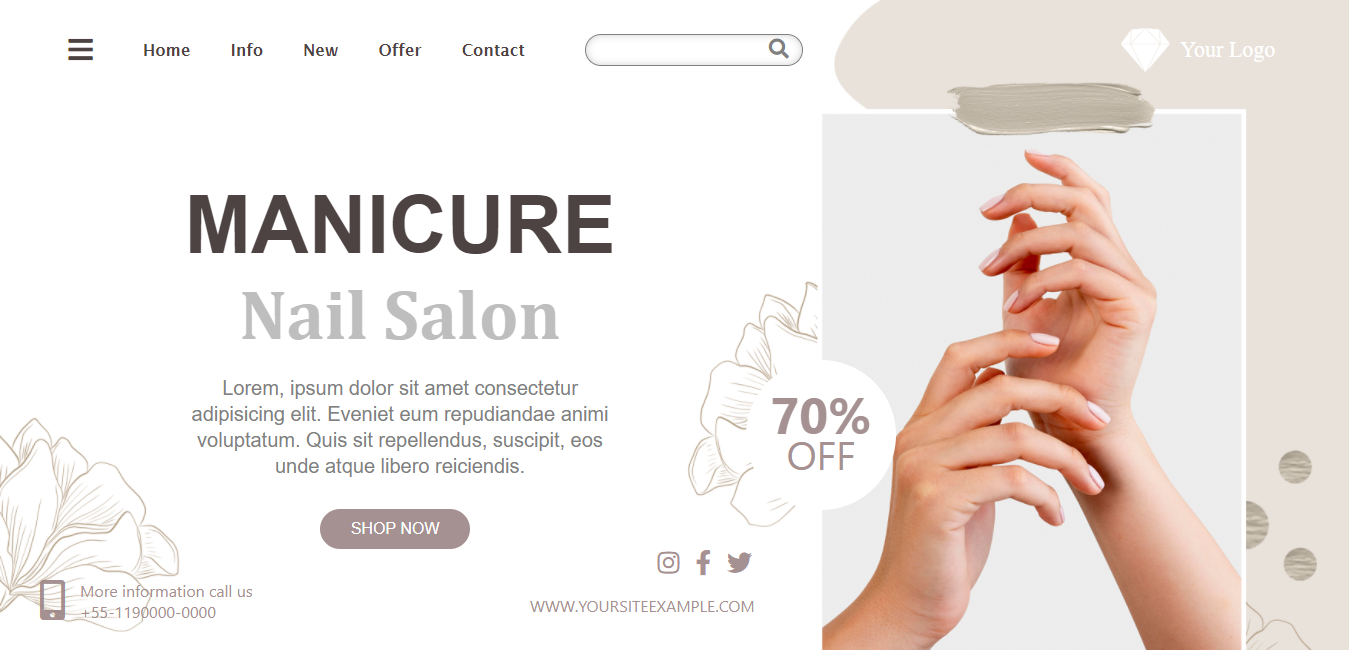 Home Info New Offer Contact
Your Logo
MANICURE
Nail Salon
Lorem, ipsum dolor sit amet consectetur
adipisicing elit. Eveniet eum repudiandae animi
voluptatum. Quis sit repellendus, suscipit, eos
unde atque libero reiciendis.
70%
OFF
SHOP NOW
More information call us
+55-1190000-0000
WWW.YOURSITEEXAMPLE.COM